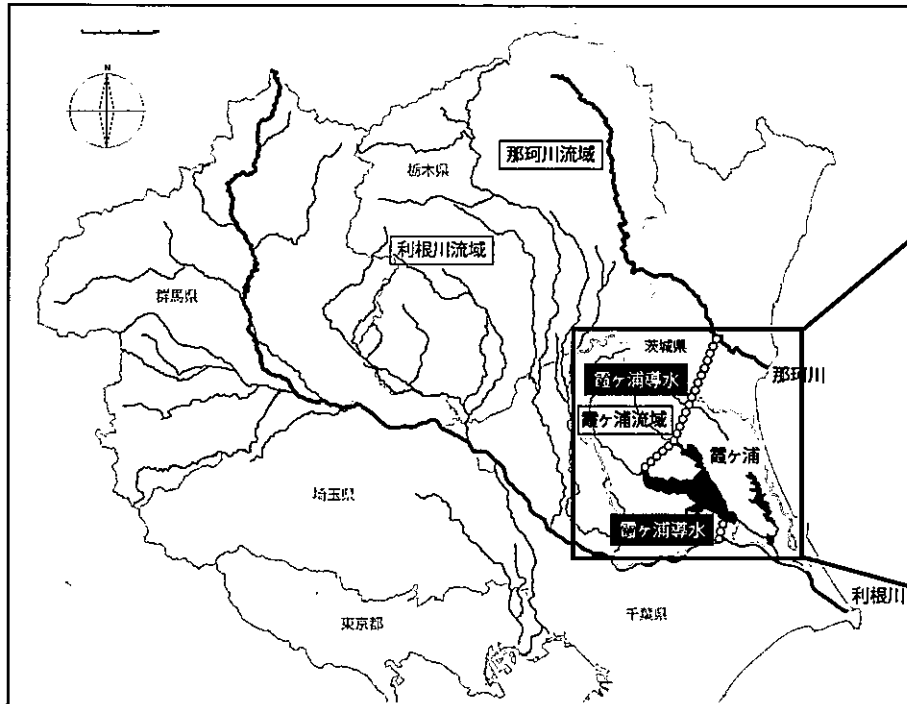 N
那珂川流域
栃木県
利根川流域
群馬県
茨城県
那珂川
霞ヶ浦導水
霞ヶ浦流域
霞ヶ浦
埼玉県
霞ヶ浦導水
利根川
千葉県
東京都